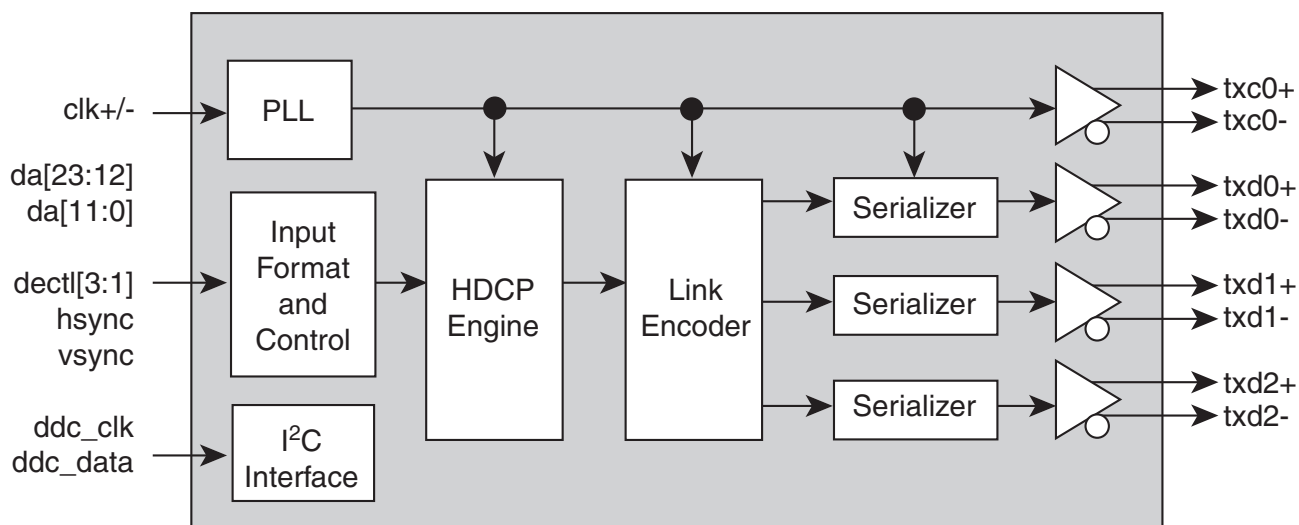 clk+/-
da[23:12]
da[11:0]
dectl[3:1]
hsync
vsync
ddc_clk
ddc_data
PLL
Input
Format
and
Control
I²C
Interface
HDCP
Engine
Link
Encoder
Serializer
Serializer
Serializer
txc0+
txc0-
txd0+
txd0-
txd1+
txd1-
txd2+
txd2-